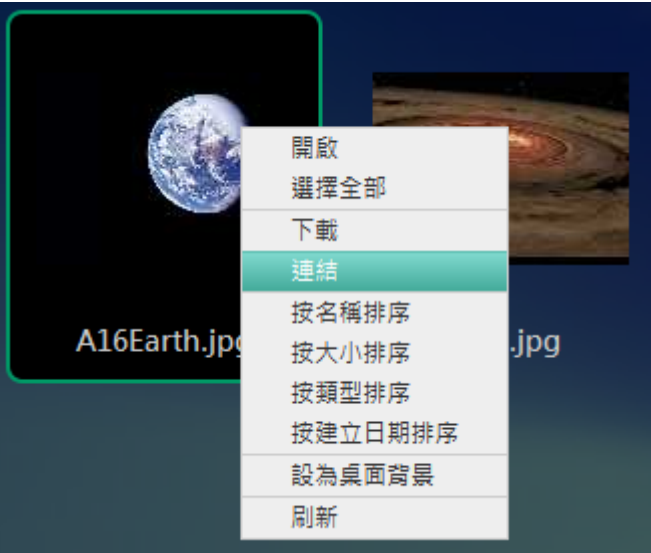 開啟
選擇全部
下載
連結
按名稱排序
A16Earth.jp
.jpg
按大小排序
按類型排序
按建立日期排序
設為桌面背景
刷新